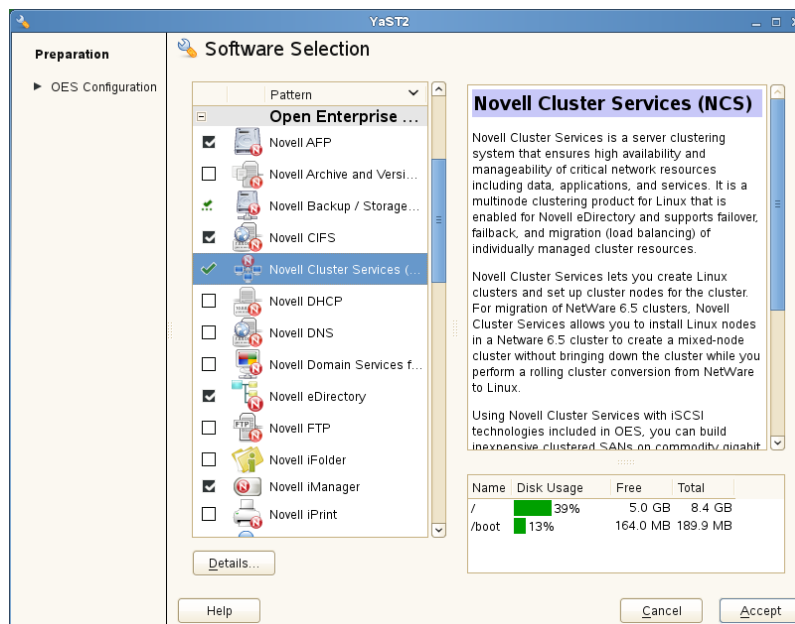 YaST2
Preparation
OES Configuration
Software Selection
Pattern
Open Enterprise ...
Novell AFP
Novell Archive and Versi...
Novell Backup / Storage...
Novell CIFS
Novell Cluster Services (...
Novell DHCP
Novell DNS
Novell Domain Services f...
Novell eDirectory
Novell FTP
Novell iFolder
Novell iManager
Novell iPrint
Details...
Novell Cluster Services (NCS)
Novell Cluster Services is a server clustering
system that ensures high availability and
manageability of critical network resources
including data, applications, and services. It is a
multinode clustering product for Linux that is
enabled for Novell eDirectory and supports failover,
failback, and migration (load balancing) of
individually managed cluster resources.
Novell Cluster Services lets you create Linux
clusters and set up cluster nodes for the cluster.
For migration of NetWare 6.5 clusters, Novell
Cluster Services allows you to install Linux nodes
in a Netware 6.5 cluster to create a mixed-node
cluster without bringing down the cluster while you
perform a rolling cluster conversion from NetWare
to Linux.
Using Novell Cluster Services with iSCSI
technologies included in OES, you can build
inexpensive clustered SANs on commodity gigabit
Name Disk Usage Free Total
/ 39% 5.0 GB 8.4 GB
/boot 13% 164.0 MB 189.9 MB
Help
Cancel
Accept